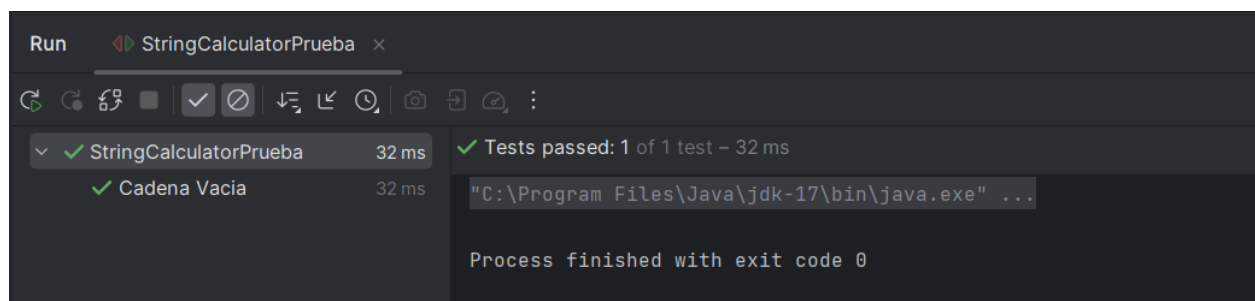 Run StringCalculatorPrueba ×
StringCalculatorPrueba 32 ms
Cadena Vacia 32 ms
Tests passed: 1 of 1 test – 32 ms
"C:\Program Files\Java\jdk-17\bin\java.exe" ...
Process finished with exit code 0